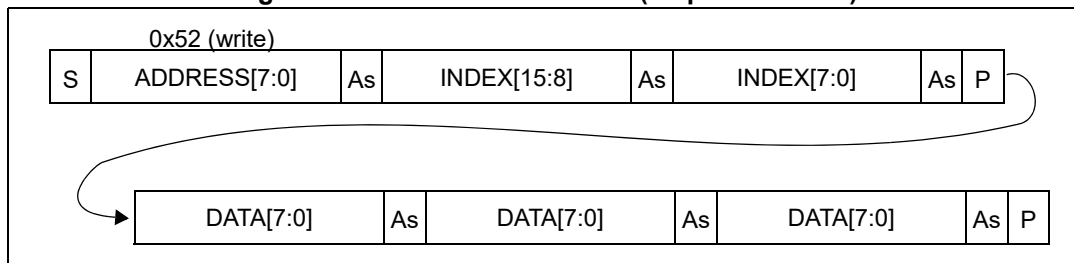 0x52 (write)
S ADDRESS[7:0] As INDEX[15:8] As INDEX[7:0] As P
DATA[7:0] As DATA[7:0] As DATA[7:0] As P